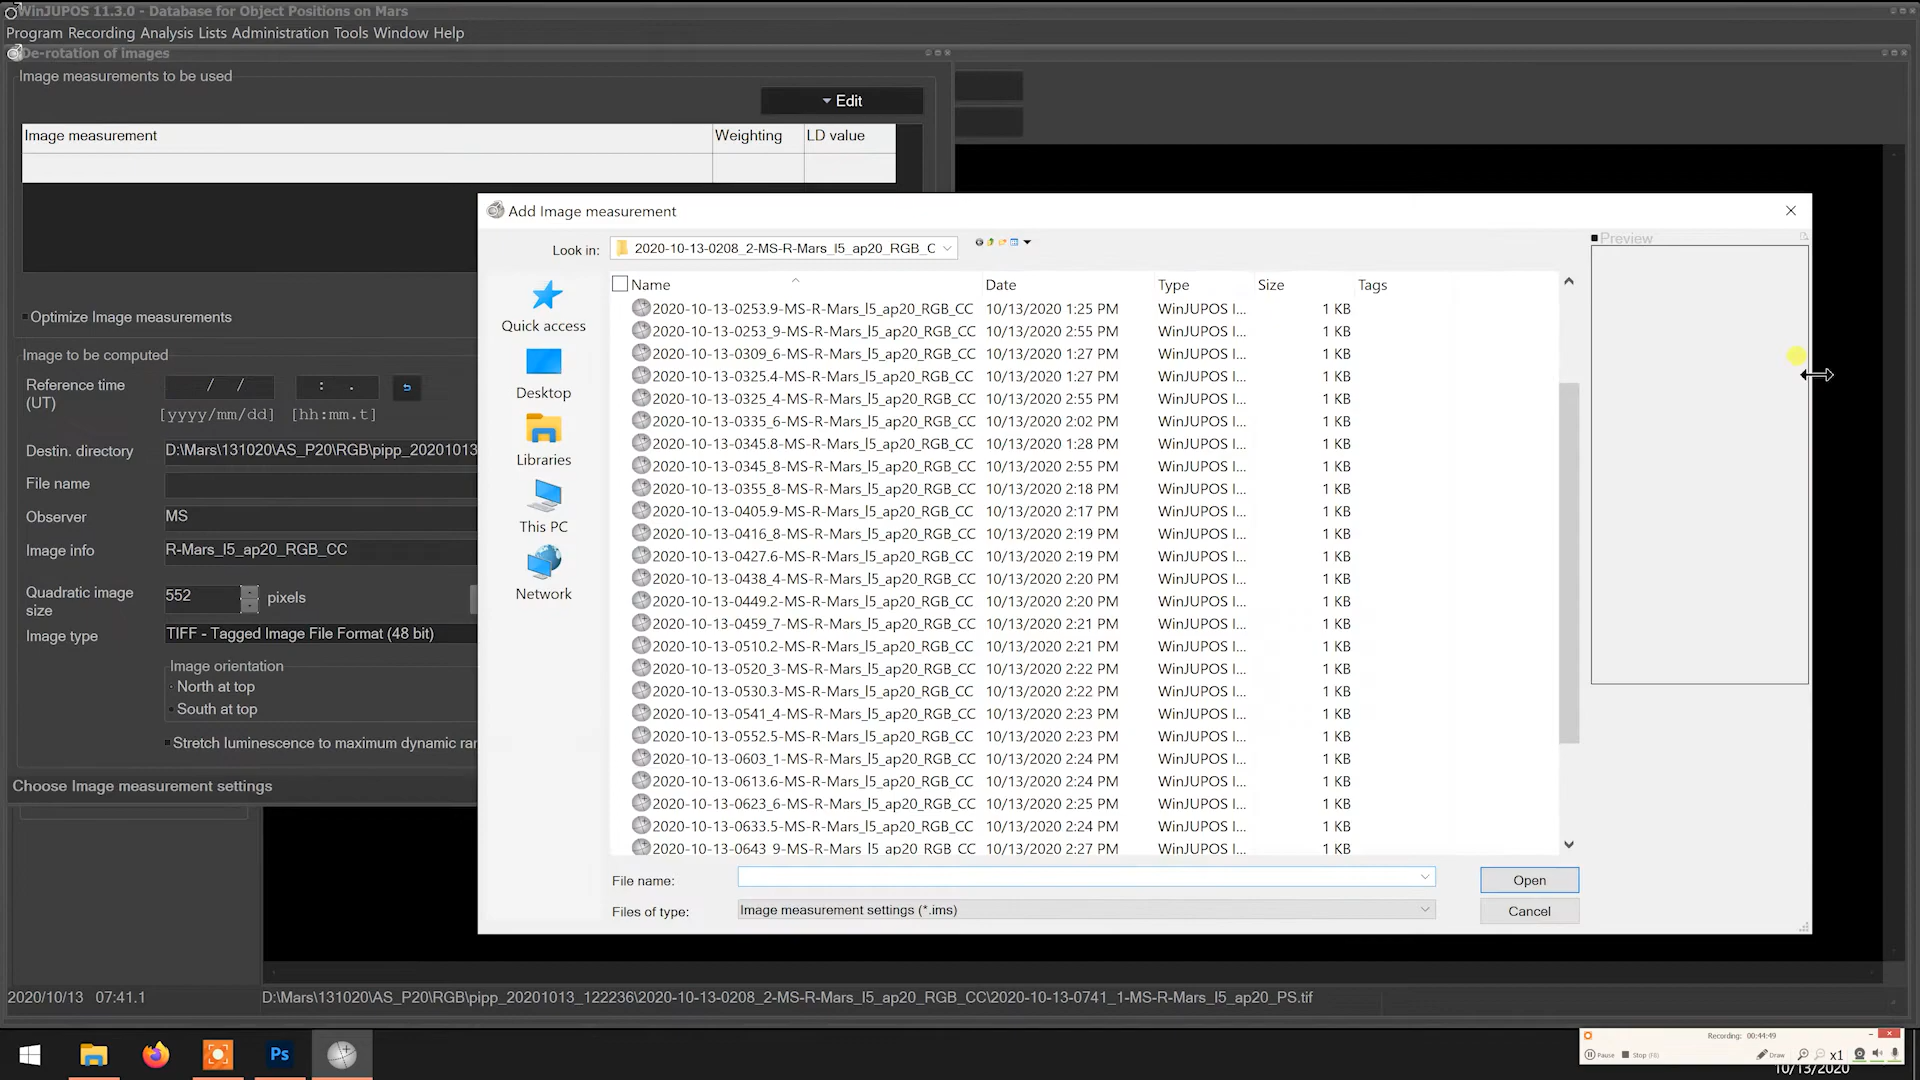 WinJUPOS 11.3.0 - Database for Object Positions on Mars
Program Recording Analysis Lists Administration Tools Window Help
De-rotation of images
Image measurements to be used
Edit
Image measurement Weighting LD value
Optimize Image measurements
Image to be computed
Reference time (UT) / / : .
[yyyy/mm/dd] [hh:mm.t]
Destin. directory D:\Mars\131020\AS_P20\RGB\pipp_20201013
File name
Observer MS
Image info R-Mars_l5_ap20_RGB_CC
Quadratic image size 552 pixels
Image type TIFF - Tagged Image File Format (48 bit)
Image orientation
North at top
South at top
Stretch luminescence to maximum dynamic ran
Choose Image measurement settings
Add Image measurement
Look in: 2020-10-13-0208_2-MS-R-Mars_l5_ap20_RGB_C
Preview
Quick access
Desktop
Libraries
This PC
Network
Name Date Type Size Tags
2020-10-13-0253.9-MS-R-Mars_l5_ap20_RGB_CC 10/13/2020 1:25 PM WinJUPOS I... 1 KB
2020-10-13-0253_9-MS-R-Mars_l5_ap20_RGB_CC 10/13/2020 2:55 PM WinJUPOS I... 1 KB
2020-10-13-0309_6-MS-R-Mars_l5_ap20_RGB_CC 10/13/2020 1:27 PM WinJUPOS I... 1 KB
2020-10-13-0325.4-MS-R-Mars_l5_ap20_RGB_CC 10/13/2020 1:27 PM WinJUPOS I... 1 KB
2020-10-13-0325_4-MS-R-Mars_l5_ap20_RGB_CC 10/13/2020 2:55 PM WinJUPOS I... 1 KB
2020-10-13-0335_6-MS-R-Mars_l5_ap20_RGB_CC 10/13/2020 2:02 PM WinJUPOS I... 1 KB
2020-10-13-0345.8-MS-R-Mars_l5_ap20_RGB_CC 10/13/2020 1:28 PM WinJUPOS I... 1 KB
2020-10-13-0345_8-MS-R-Mars_l5_ap20_RGB_CC 10/13/2020 2:55 PM WinJUPOS I... 1 KB
2020-10-13-0355_8-MS-R-Mars_l5_ap20_RGB_CC 10/13/2020 2:18 PM WinJUPOS I... 1 KB
2020-10-13-0405.9-MS-R-Mars_l5_ap20_RGB_CC 10/13/2020 2:17 PM WinJUPOS I... 1 KB
2020-10-13-0416_8-MS-R-Mars_l5_ap20_RGB_CC 10/13/2020 2:19 PM WinJUPOS I... 1 KB
2020-10-13-0427.6-MS-R-Mars_l5_ap20_RGB_CC 10/13/2020 2:19 PM WinJUPOS I... 1 KB
2020-10-13-0438_4-MS-R-Mars_l5_ap20_RGB_CC 10/13/2020 2:20 PM WinJUPOS I... 1 KB
2020-10-13-0449.2-MS-R-Mars_l5_ap20_RGB_CC 10/13/2020 2:20 PM WinJUPOS I... 1 KB
2020-10-13-0459_7-MS-R-Mars_l5_ap20_RGB_CC 10/13/2020 2:21 PM WinJUPOS I... 1 KB
2020-10-13-0510.2-MS-R-Mars_l5_ap20_RGB_CC 10/13/2020 2:21 PM WinJUPOS I... 1 KB
2020-10-13-0520_3-MS-R-Mars_l5_ap20_RGB_CC 10/13/2020 2:22 PM WinJUPOS I... 1 KB
2020-10-13-0530.3-MS-R-Mars_l5_ap20_RGB_CC 10/13/2020 2:22 PM WinJUPOS I... 1 KB
2020-10-13-0541_4-MS-R-Mars_l5_ap20_RGB_CC 10/13/2020 2:23 PM WinJUPOS I... 1 KB
2020-10-13-0552.5-MS-R-Mars_l5_ap20_RGB_CC 10/13/2020 2:23 PM WinJUPOS I... 1 KB
2020-10-13-0603_1-MS-R-Mars_l5_ap20_RGB_CC 10/13/2020 2:24 PM WinJUPOS I... 1 KB
2020-10-13-0613.6-MS-R-Mars_l5_ap20_RGB_CC 10/13/2020 2:24 PM WinJUPOS I... 1 KB
2020-10-13-0623_6-MS-R-Mars_l5_ap20_RGB_CC 10/13/2020 2:25 PM WinJUPOS I... 1 KB
2020-10-13-0633.5-MS-R-Mars_l5_ap20_RGB_CC 10/13/2020 2:24 PM WinJUPOS I... 1 KB
2020-10-13-0643_9-MS-R-Mars_l5_ap20_RGB_CC 10/13/2020 2:27 PM WinJUPOS I... 1 KB
File name: Open
Files of type: Image measurement settings (*.ims) Cancel
2020/10/13 07:41.1 D:\Mars\131020\AS_P20\RGB\pipp_20201013_122236\2020-10-13-0208_2-MS-R-Mars_l5_ap20_RGB_CC\2020-10-13-0741_1-MS-R-Mars_l5_ap20_PS.tif
Ps
Recording: 00:44:49
Pause Stop (F8) Draw x1
10/13/2020